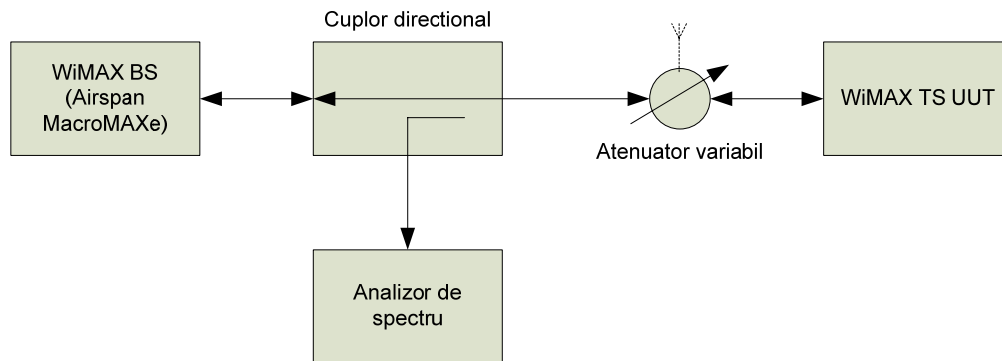 Cuplor directional
WiMAX BS
(Airspan
MacroMAXe)
WiMAX TS UUT
Atenuator variabil
Analizor de
spectru